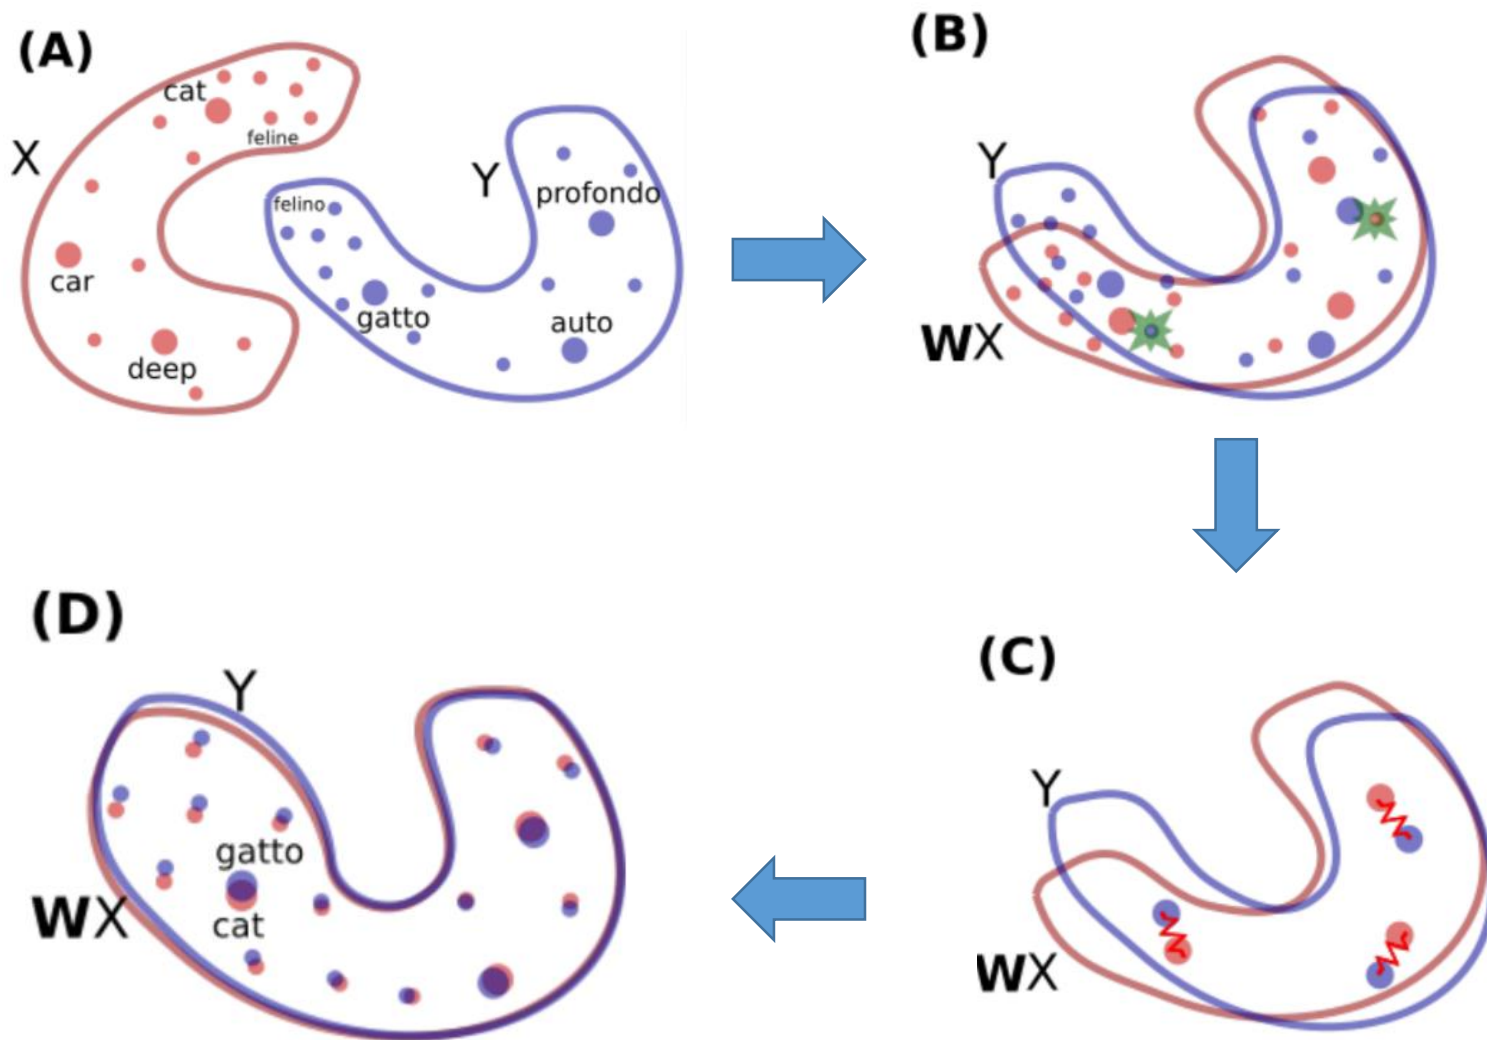 (A)
cat
feline
X
car
deep
Y
felino
profondo
gatto
auto
(B)
Y
WX
(C)
Y
WX
(D)
Y
gatto
cat
WX